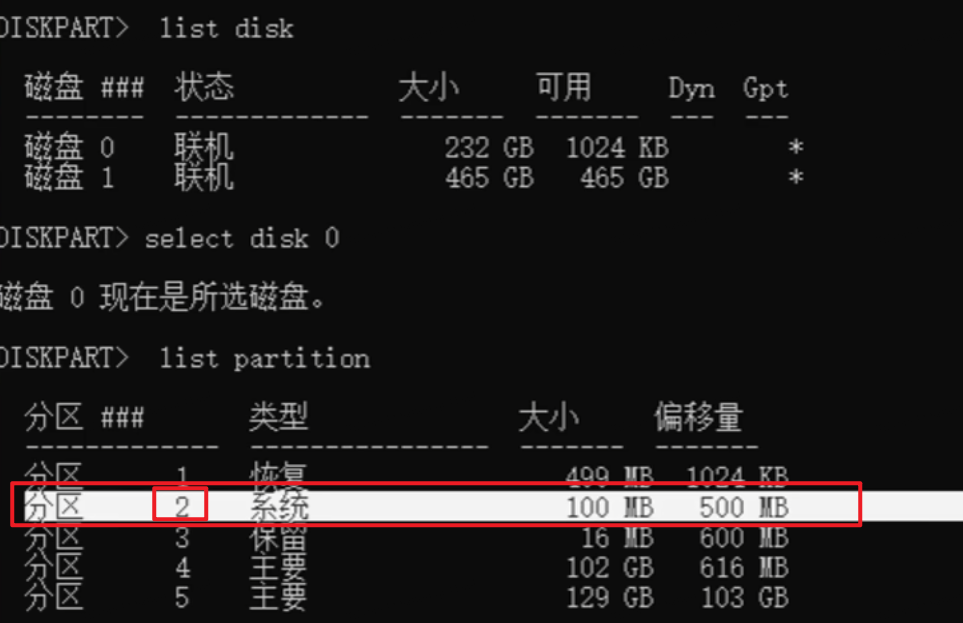 DISKPART> list disk
磁盘 ### 状态 大小 可用 Dyn Gpt
-------- ------------- ------- ------- --- ---
磁盘 0 联机 232 GB 1024 KB *
磁盘 1 联机 465 GB 465 GB *
DISKPART> select disk 0
磁盘 0 现在是所选磁盘。
DISKPART> list partition
分区 ### 类型 大小 偏移量
------------- ---------------- ------- -------
分区 1 恢复 499 MB 1024 KB
分区 2 系统 100 MB 500 MB
分区 3 保留 16 MB 600 MB
分区 4 主要 102 GB 616 MB
分区 5 主要 129 GB 103 GB